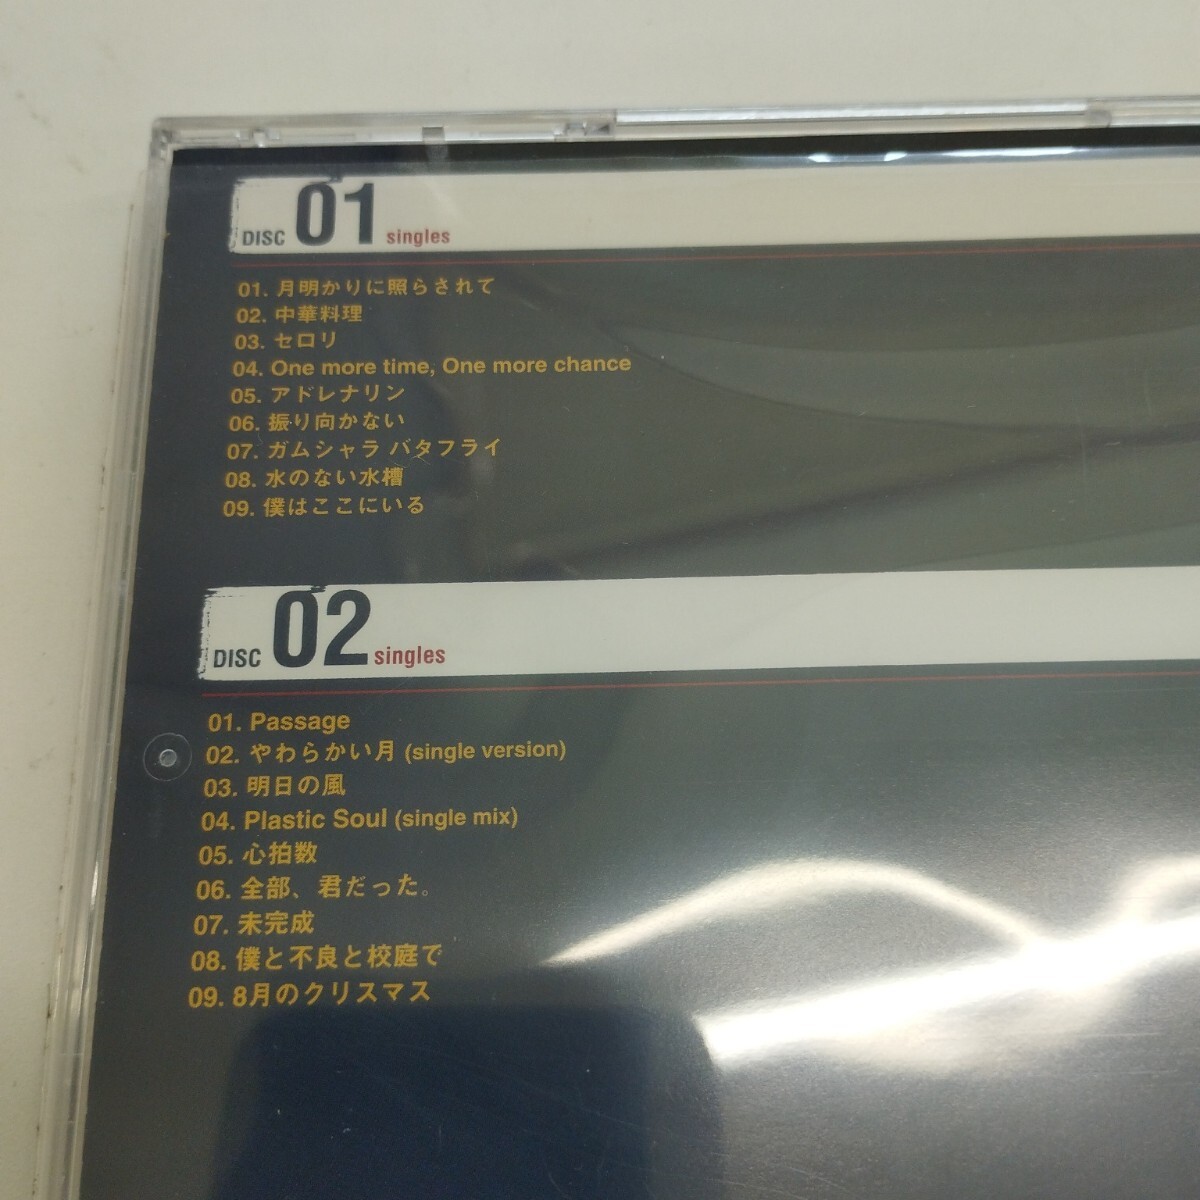 DISC 01 singles
01. 月明かりに照らされて
02. 中華料理
03. セロリ
04. One more time, One more chance
05. アドレナリン
06. 振り向かない
07. ガムシャラ バタフライ
08. 水のない水槽
09. 僕はここにいる
DISC 02 singles
01. Passage
02. やわらかい月 (single version)
03. 明日の風
04. Plastic Soul (single mix)
05. 心拍数
06. 全部、君だった。
07. 未完成
08. 僕と不良と校庭で
09. 8月のクリスマス